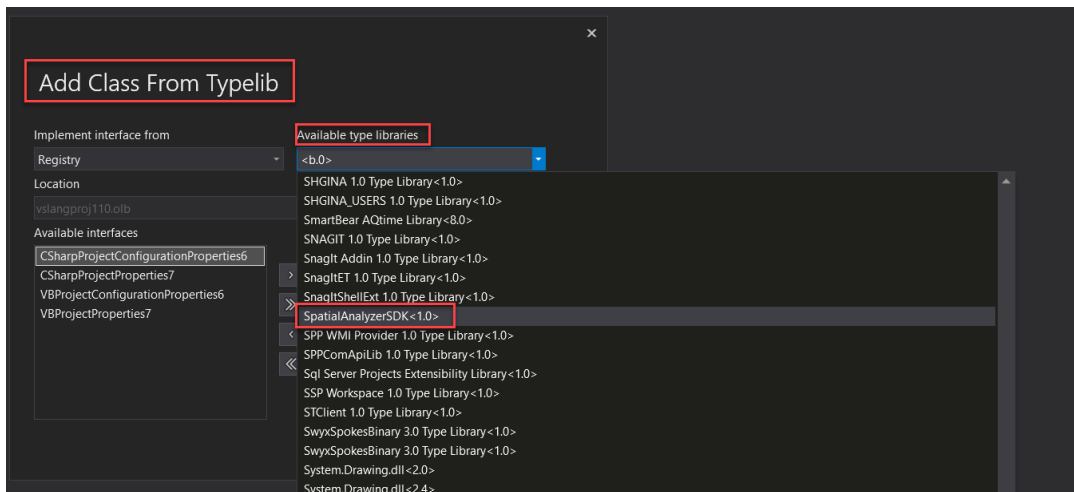 Add Class From Typelib
Implement interface from
Available type libraries
Registry
<b.0>
Location
vslangproj110.olb
Available interfaces
CSharpProjectConfigurationProperties6
CSharpProjectProperties7
VBProjectConfigurationProperties6
VBProjectProperties7
SHGINA 1.0 Type Library<1.0>
SHGINA_USERS 1.0 Type Library<1.0>
SmartBear AQtime Library<8.0>
SNAGIT 1.0 Type Library<1.0>
SnagIt Addin 1.0 Type Library<1.0>
SnagItET 1.0 Type Library<1.0>
SnagItShellExt 1.0 Type Library<1.0>
SpatialAnalyzerSDK<1.0>
SPP WMI Provider 1.0 Type Library<1.0>
SPPComApiLib 1.0 Type Library<1.0>
Sql Server Projects Extensibility Library<1.0>
SSP Workspace 1.0 Type Library<1.0>
STClient 1.0 Type Library<1.0>
SwyxSpokesBinary 3.0 Type Library<1.0>
SwyxSpokesBinary 3.0 Type Library<1.0>
System.Drawing.dll<2.0>
System.Drawing.dll<2.4>